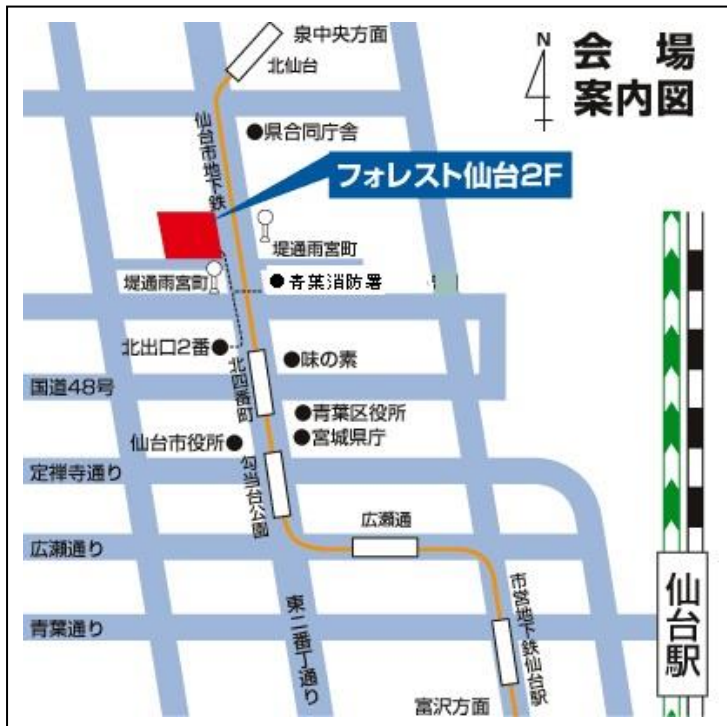 泉中央方面
北仙台
N
会場
案内図
仙台市地下鉄
県合同庁舎
フォレスト仙台2F
堤通雨宮町
堤通雨宮町
青葉消防署
北出口2番
味の素
北四番町
国道48号
青葉区役所
仙台市役所
宮城県庁
定禅寺通り
勾当台公園
広瀬通
広瀬通り
仙台駅
市営地下鉄仙台駅
東二番丁通り
青葉通り
富沢方面